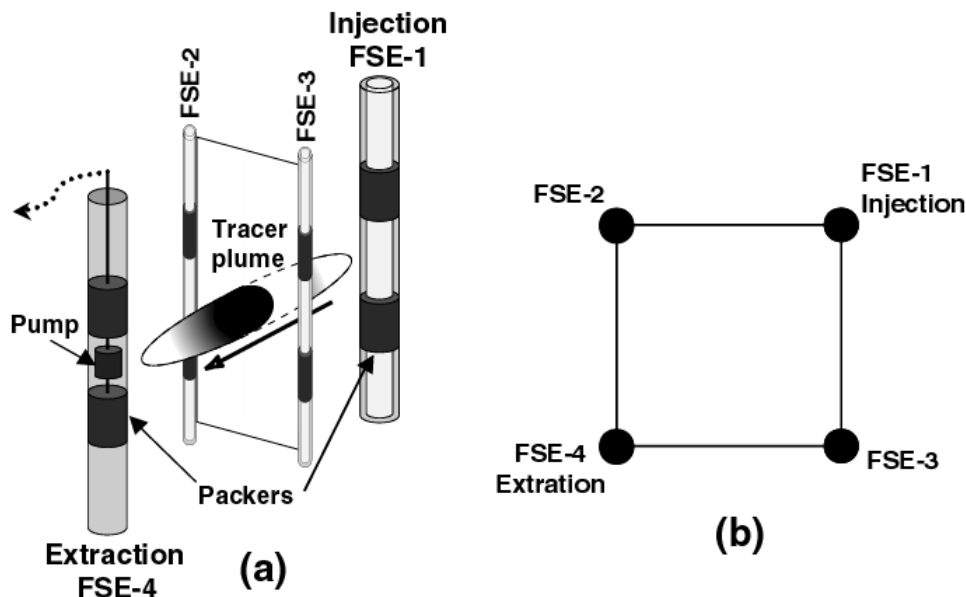 Injection
FSE-1
FSE-2
FSE-3
Tracer
plume
Pump
Packers
Extraction
FSE-4
(a)
FSE-2
FSE-1
Injection
FSE-4
Extration
FSE-3
(b)